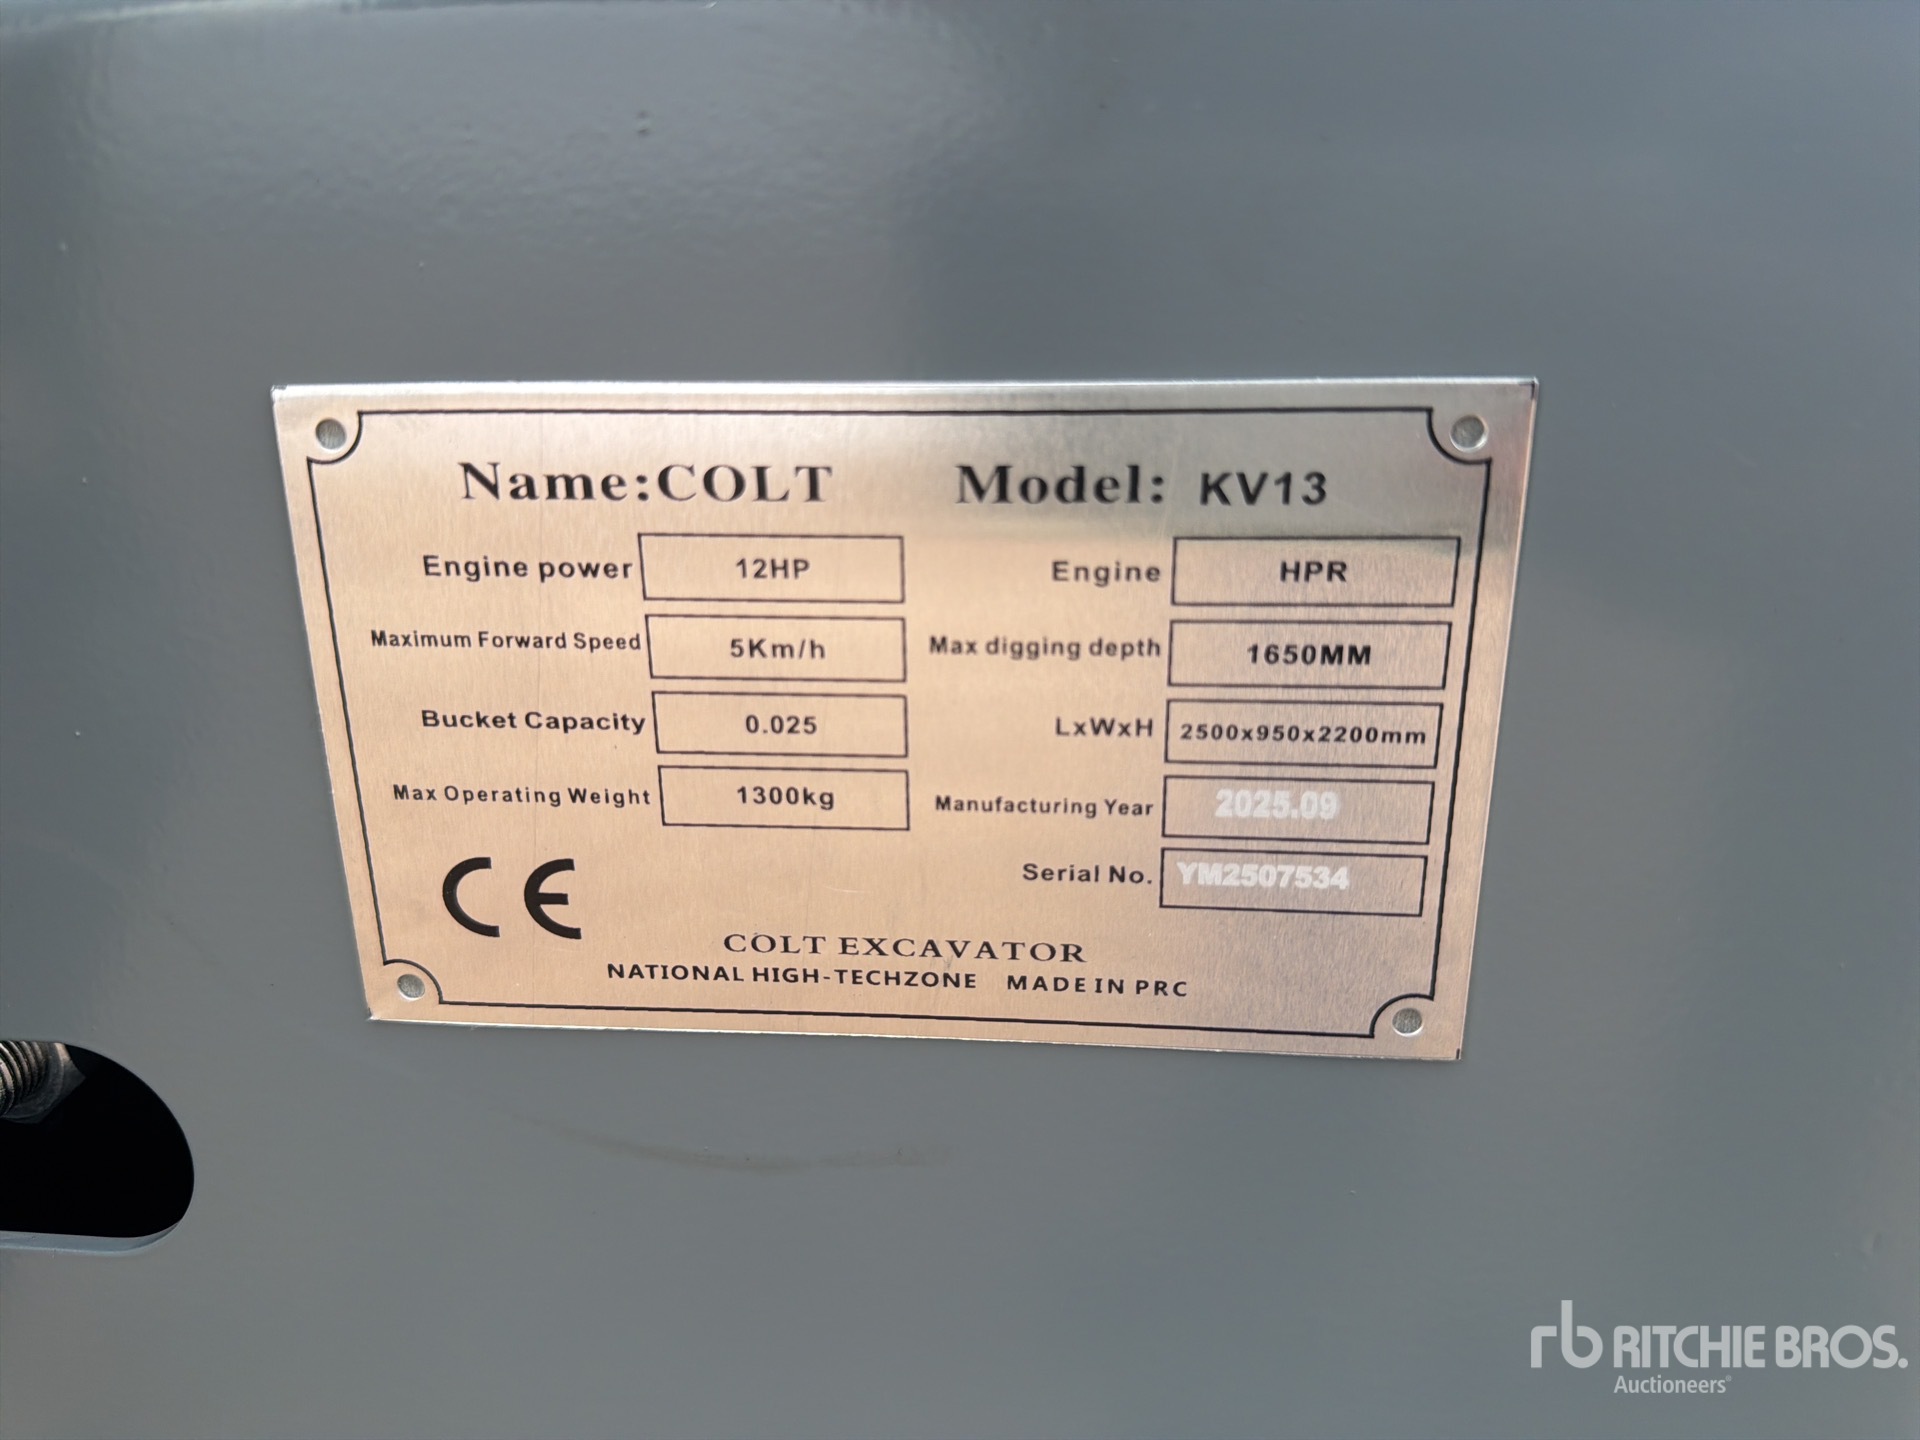 Name:COLT Model: KV13
Engine power 12HP Engine HPR
Maximum Forward Speed 5Km/h Max digging depth 1650MM
Bucket Capacity 0.025 LxWxH 2500x950x2200mm
Max Operating Weight 1300kg Manufacturing Year 2025.09
CE Serial No. YM2507534
COLT EXCAVATOR
NATIONAL HIGH-TECHZONE MADE IN PRC
rb RITCHIE BROS.
Auctioneers®